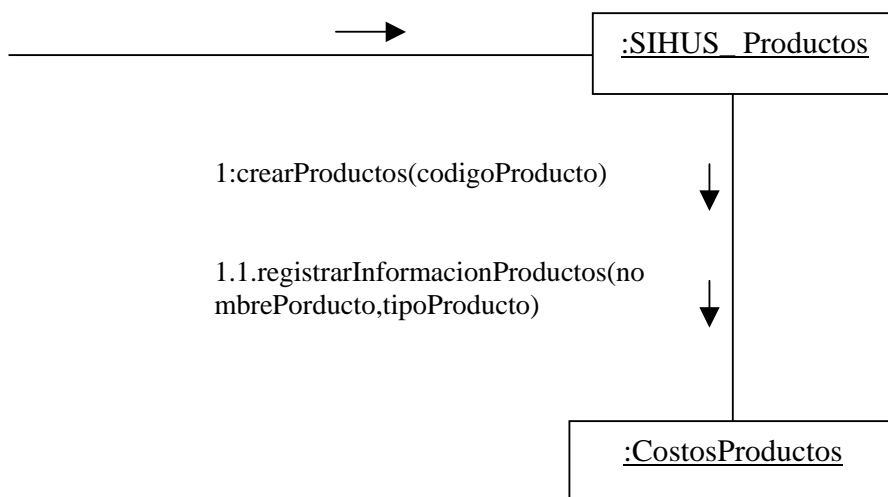 :SIHUS_ Productos
1:crearProductos(codigoProducto)
1.1.registrarInformacionProductos(no
mbrePorducto,tipoProducto)
:CostosProductos